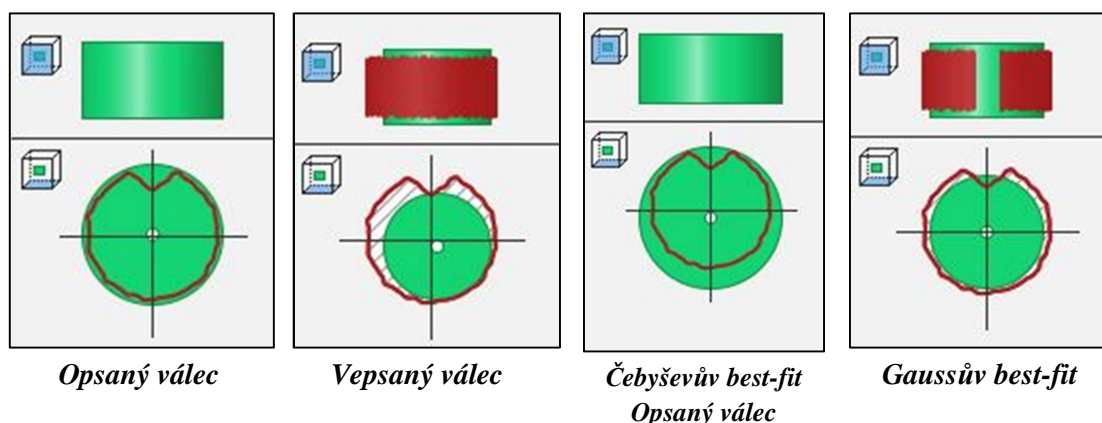 Opsaný válec
Vepsaný válec
Čebyševův best-fit
Opsaný válec
Gaussův best-fit